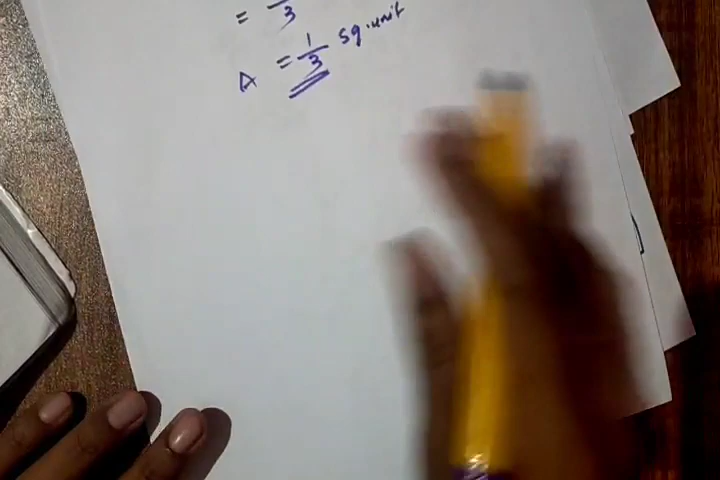 = /3
A = 1/3 sq.unit